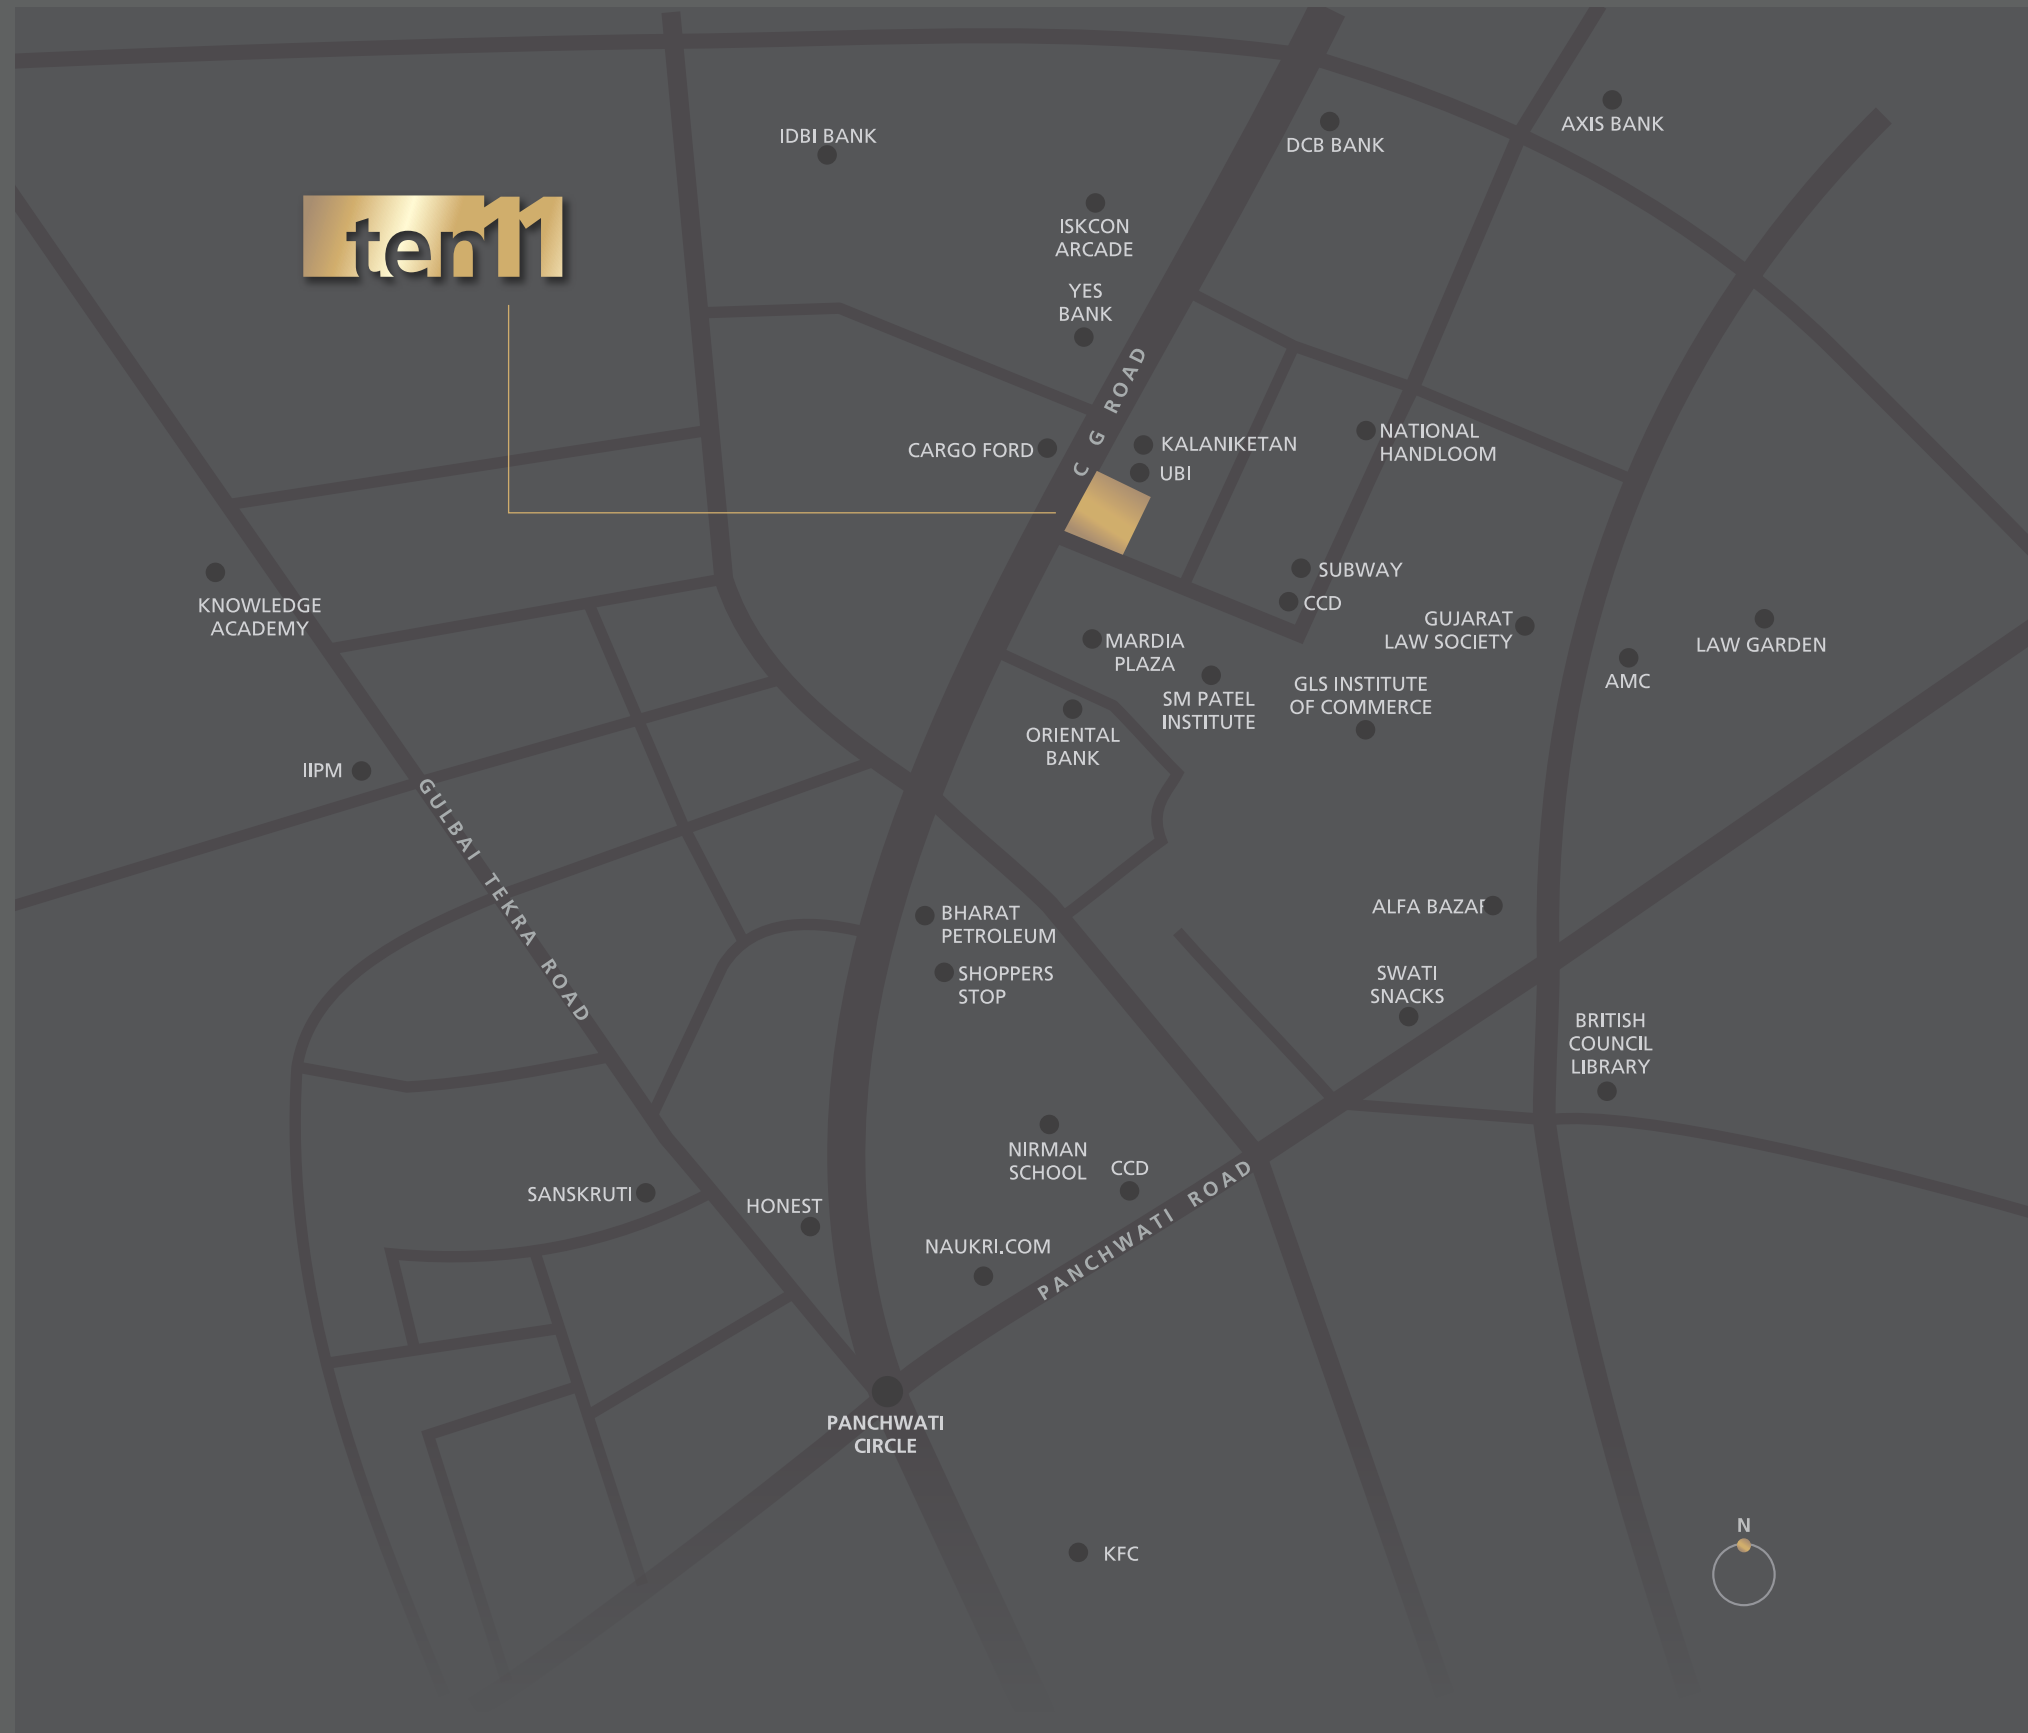 IDBI BANK
DCB BANK
AXIS BANK
ten11
ISKCON
ARCADE
YES
BANK
C G ROAD
CARGO FORD
KALANIKETAN
UBI
NATIONAL
HANDLOOM
KNOWLEDGE
ACADEMY
SUBWAY
CCD
GUJARAT
LAW SOCIETY
LAW GARDEN
AMC
MARDIA
PLAZA
SM PATEL
INSTITUTE
GLS INSTITUTE
OF COMMERCE
ORIENTAL
BANK
IIPM
GULBAI TEKRA ROAD
BHARAT
PETROLEUM
SHOPPERS
STOP
ALFA BAZAR
SWATI
SNACKS
BRITISH
COUNCIL
LIBRARY
NIRMAN
SCHOOL
CCD
SANSKRUTI
HONEST
NAUKRI.COM
PANCHWATI ROAD
PANCHWATI
CIRCLE
KFC
N